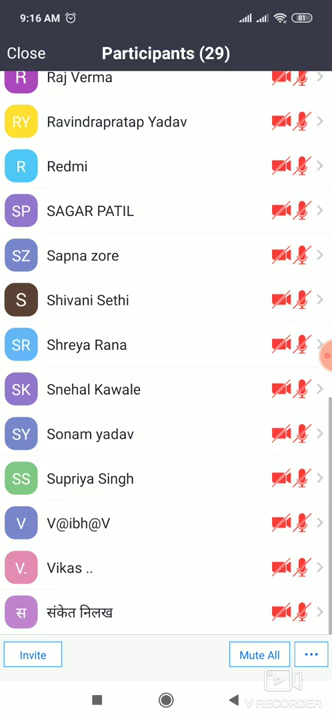 9:16 AM 81
Close Participants (29)
R Raj Verma
RY Ravindrapratap Yadav
R Redmi
SP SAGAR PATIL
SZ Sapna zore
S Shivani Sethi
SR Shreya Rana
SK Snehal Kawale
SY Sonam yadav
SS Supriya Singh
V V@ibh@V
V. Vikas ..
स संकेत निलख
Invite Mute All ...
V RECORDER